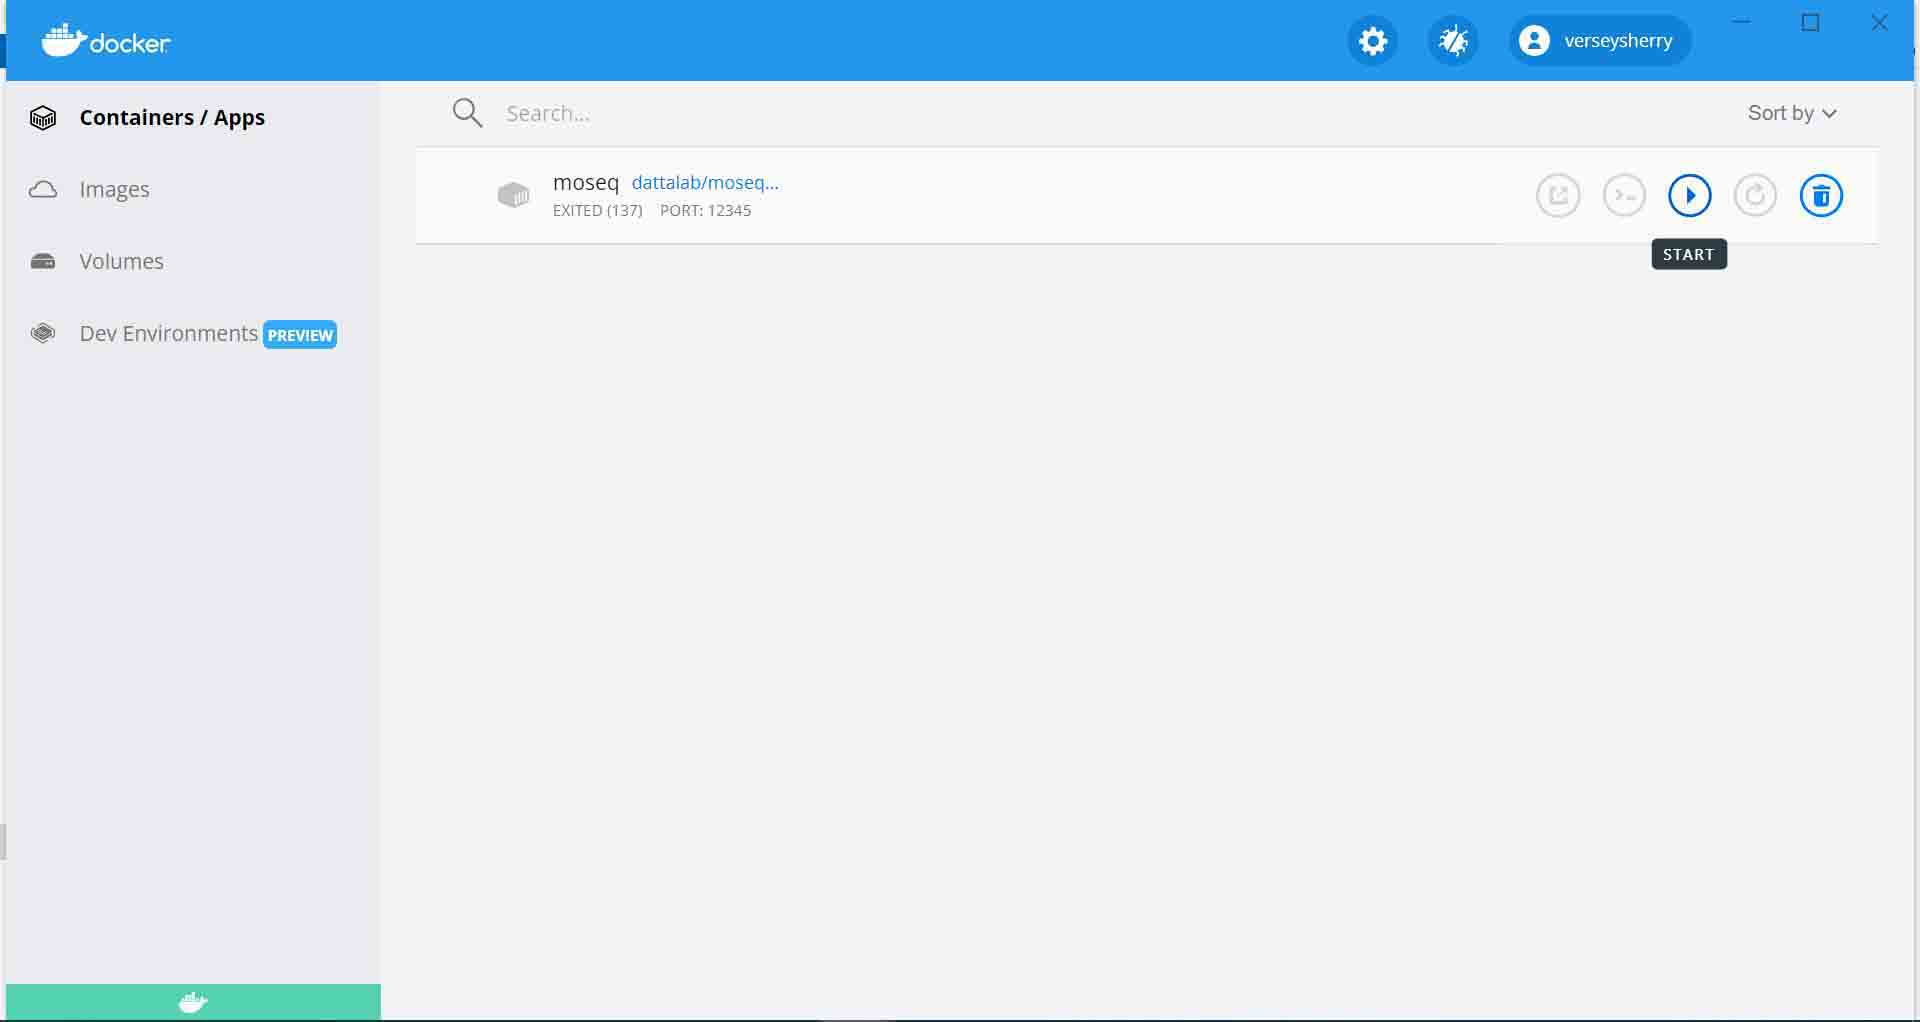 docker
verseysherry
Containers / Apps
Images
Volumes
Dev Environments PREVIEW
Search...
Sort by
moseq dattalab/moseq...
EXITED (137) PORT: 12345
START